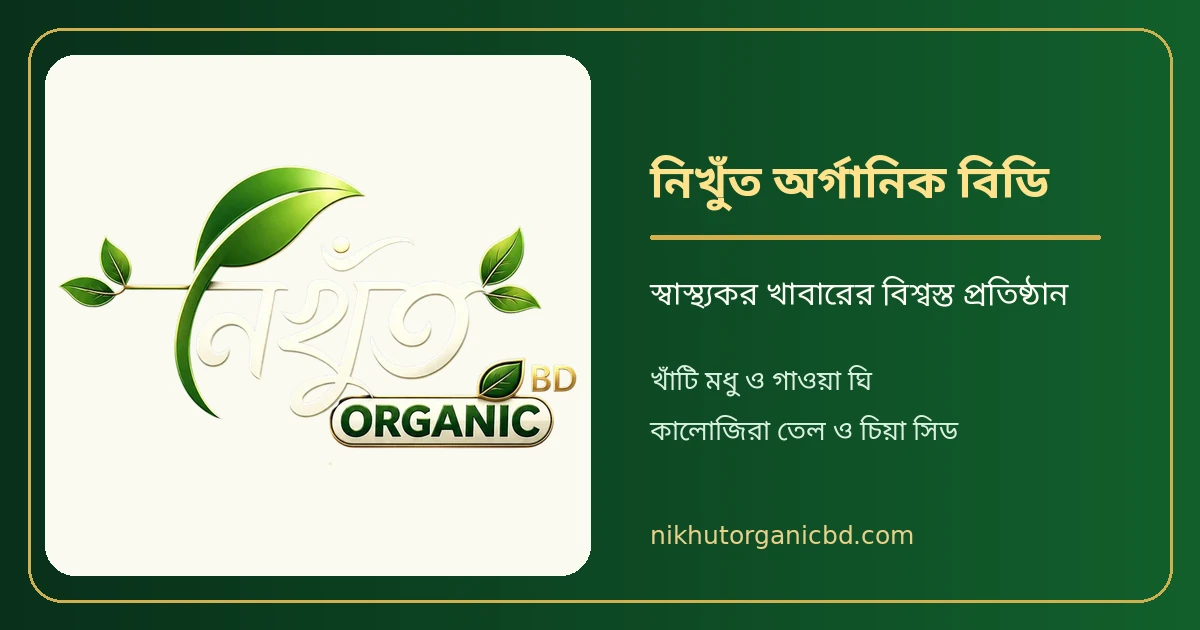 নিখুঁত
BD
ORGANIC
নিখুঁত অর্গানিক বিডি
স্বাস্থ্যকর খাবারের বিশ্বস্ত প্রতিষ্ঠান
খাঁটি মধু ও গাওয়া ঘি
কালোজিরা তেল ও চিয়া সিড
nikhutorganicbd.com